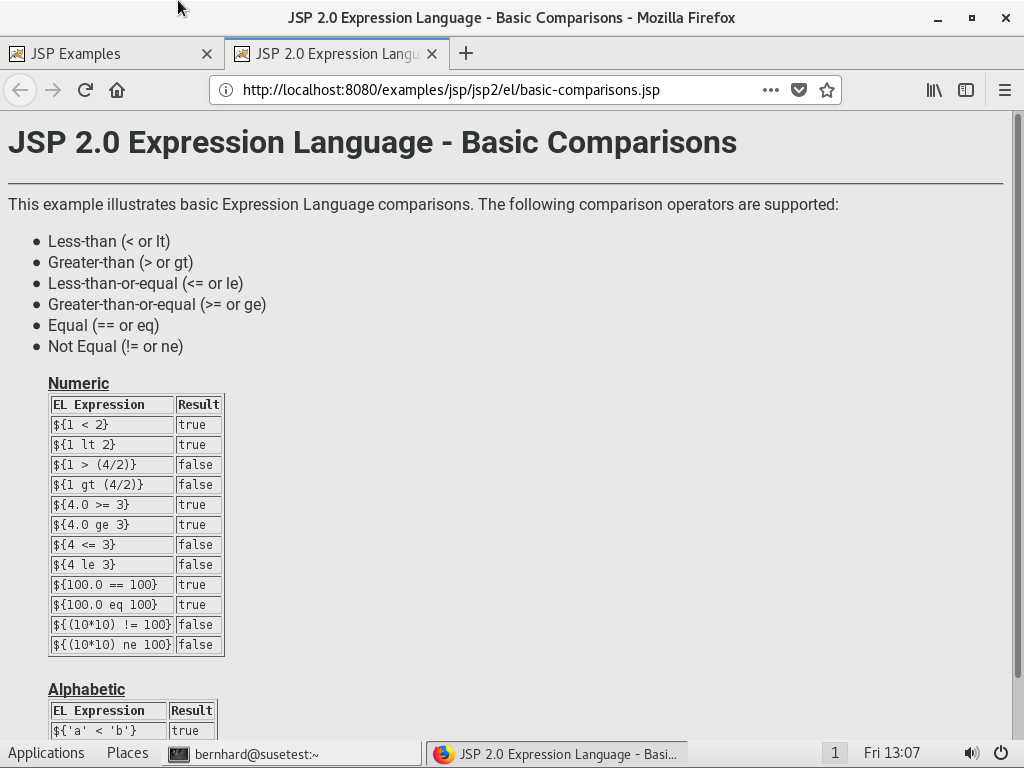 JSP 2.0 Expression Language - Basic Comparisons - Mozilla Firefox
JSP Examples
JSP 2.0 Expression Langu
http://localhost:8080/examples/jsp/jsp2/el/basic-comparisons.jsp
JSP 2.0 Expression Language - Basic Comparisons
This example illustrates basic Expression Language comparisons. The following comparison operators are supported:
• Less-than (< or lt)
• Greater-than (> or gt)
• Less-than-or-equal (<= or le)
• Greater-than-or-equal (>= or ge)
• Equal (== or eq)
• Not Equal (!= or ne)
Numeric
EL Expression Result
${1 < 2} true
${1 lt 2} true
${1 > (4/2)} false
${1 gt (4/2)} false
${4.0 >= 3} true
${4.0 ge 3} true
${4 <= 3} false
${4 le 3} false
${100.0 == 100} true
${100.0 eq 100} true
${(10*10) != 100} false
${(10*10) ne 100} false
Alphabetic
EL Expression Result
${'a' < 'b'} true
Applications Places bernhard@susetest:~ JSP 2.0 Expression Language - Basi... 1 Fri 13:07